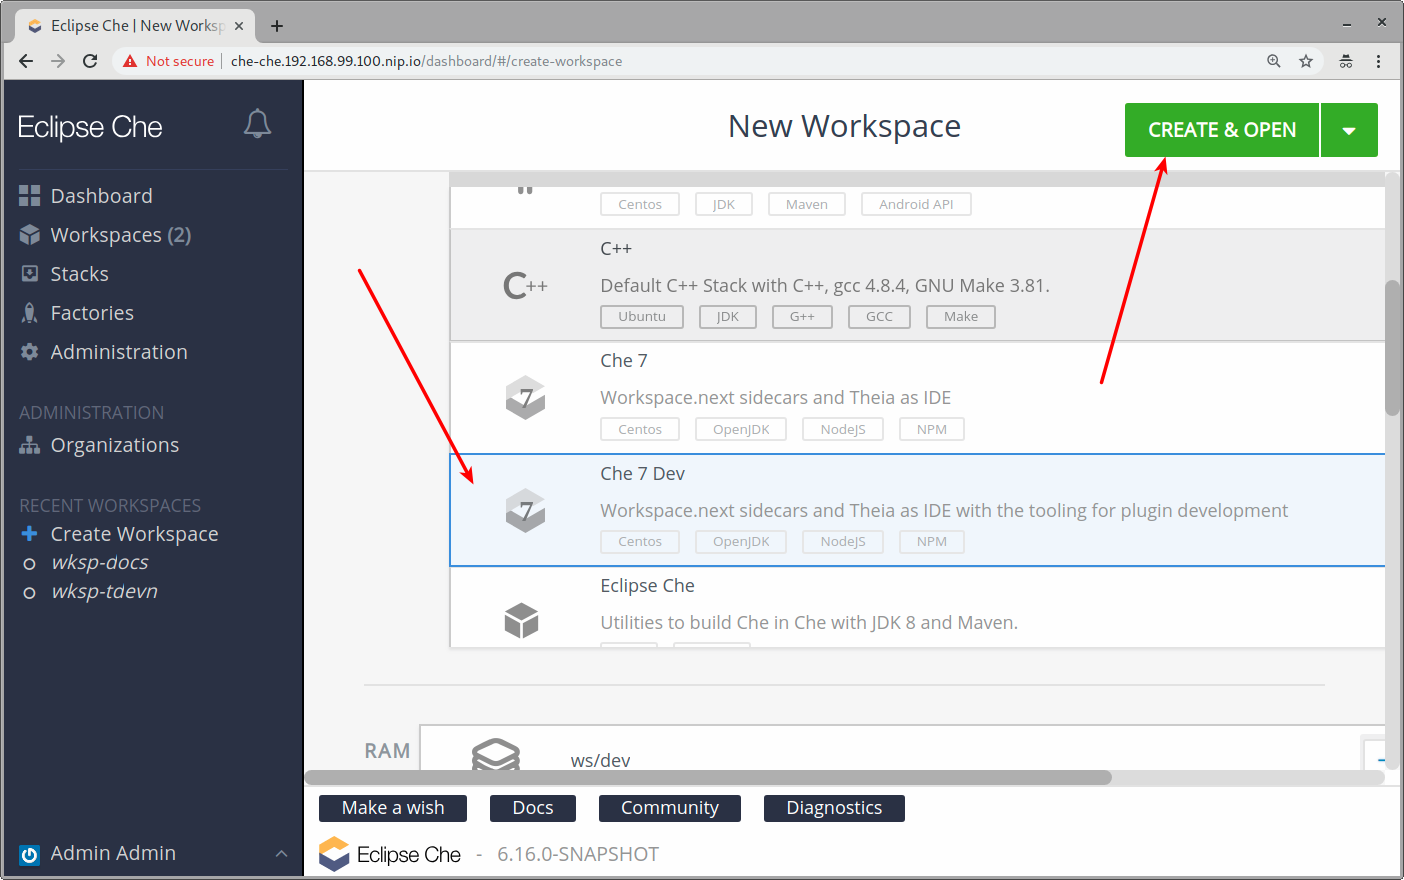 Eclipse Che | New Worksp
Not secure che-che.192.168.99.100.nip.io/dashboard/#/create-workspace
Eclipse Che
New Workspace
CREATE & OPEN
Dashboard
Workspaces (2)
Stacks
Factories
Administration
ADMINISTRATION
Organizations
RECENT WORKSPACES
Create Workspace
wksp-docs
wksp-tdevn
Admin Admin
Centos JDK Maven Android API
C++
C++
Default C++ Stack with C++, gcc 4.8.4, GNU Make 3.81.
Ubuntu JDK G++ GCC Make
Che 7
7
Workspace.next sidecars and Theia as IDE
Centos OpenJDK NodeJS NPM
Che 7 Dev
7
Workspace.next sidecars and Theia as IDE with the tooling for plugin development
Centos OpenJDK NodeJS NPM
Eclipse Che
Utilities to build Che in Che with JDK 8 and Maven.
RAM
ws/dev
Make a wish Docs Community Diagnostics
Eclipse Che - 6.16.0-SNAPSHOT